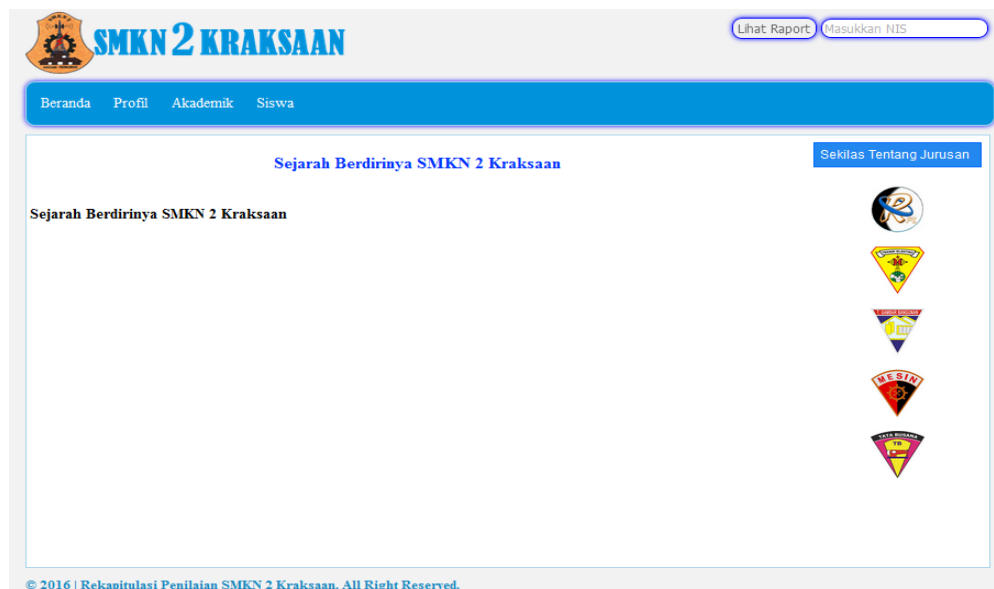 SMKN 2 KRAKSAAN
Lihat Raport Masukkan NIS
Beranda Profil Akademik Siswa
Sejarah Berdirinya SMKN 2 Kraksaan
Sekilas Tentang Jurusan
Sejarah Berdirinya SMKN 2 Kraksaan
MESIN
TATA BUSANA
TB
© 2016 | Rekapitulasi Penilaian SMKN 2 Kraksaan. All Right Reserved.